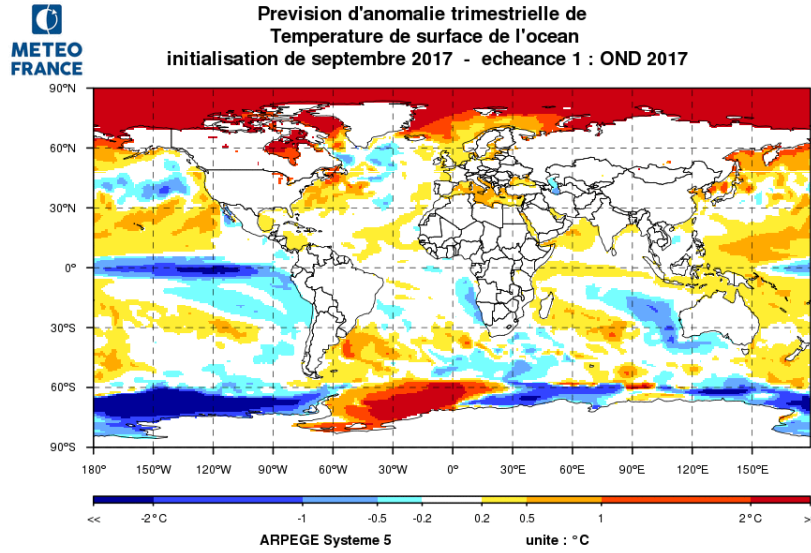 METEO
FRANCE
Prevision d'anomalie trimestrielle de
Temperature de surface de l'ocean
initialisation de septembre 2017 - echeance 1 : OND 2017
90°N
60°N
30°N
0°
30°S
60°S
90°S
180° 150°W 120°W 90°W 60°W 30°W 0° 30°E 60°E 90°E 120°E 150°E
<< -2°C -1 -0.5 -0.2 0.2 0.5 1 2°C >
ARPEGE Systeme 5 unite : °C